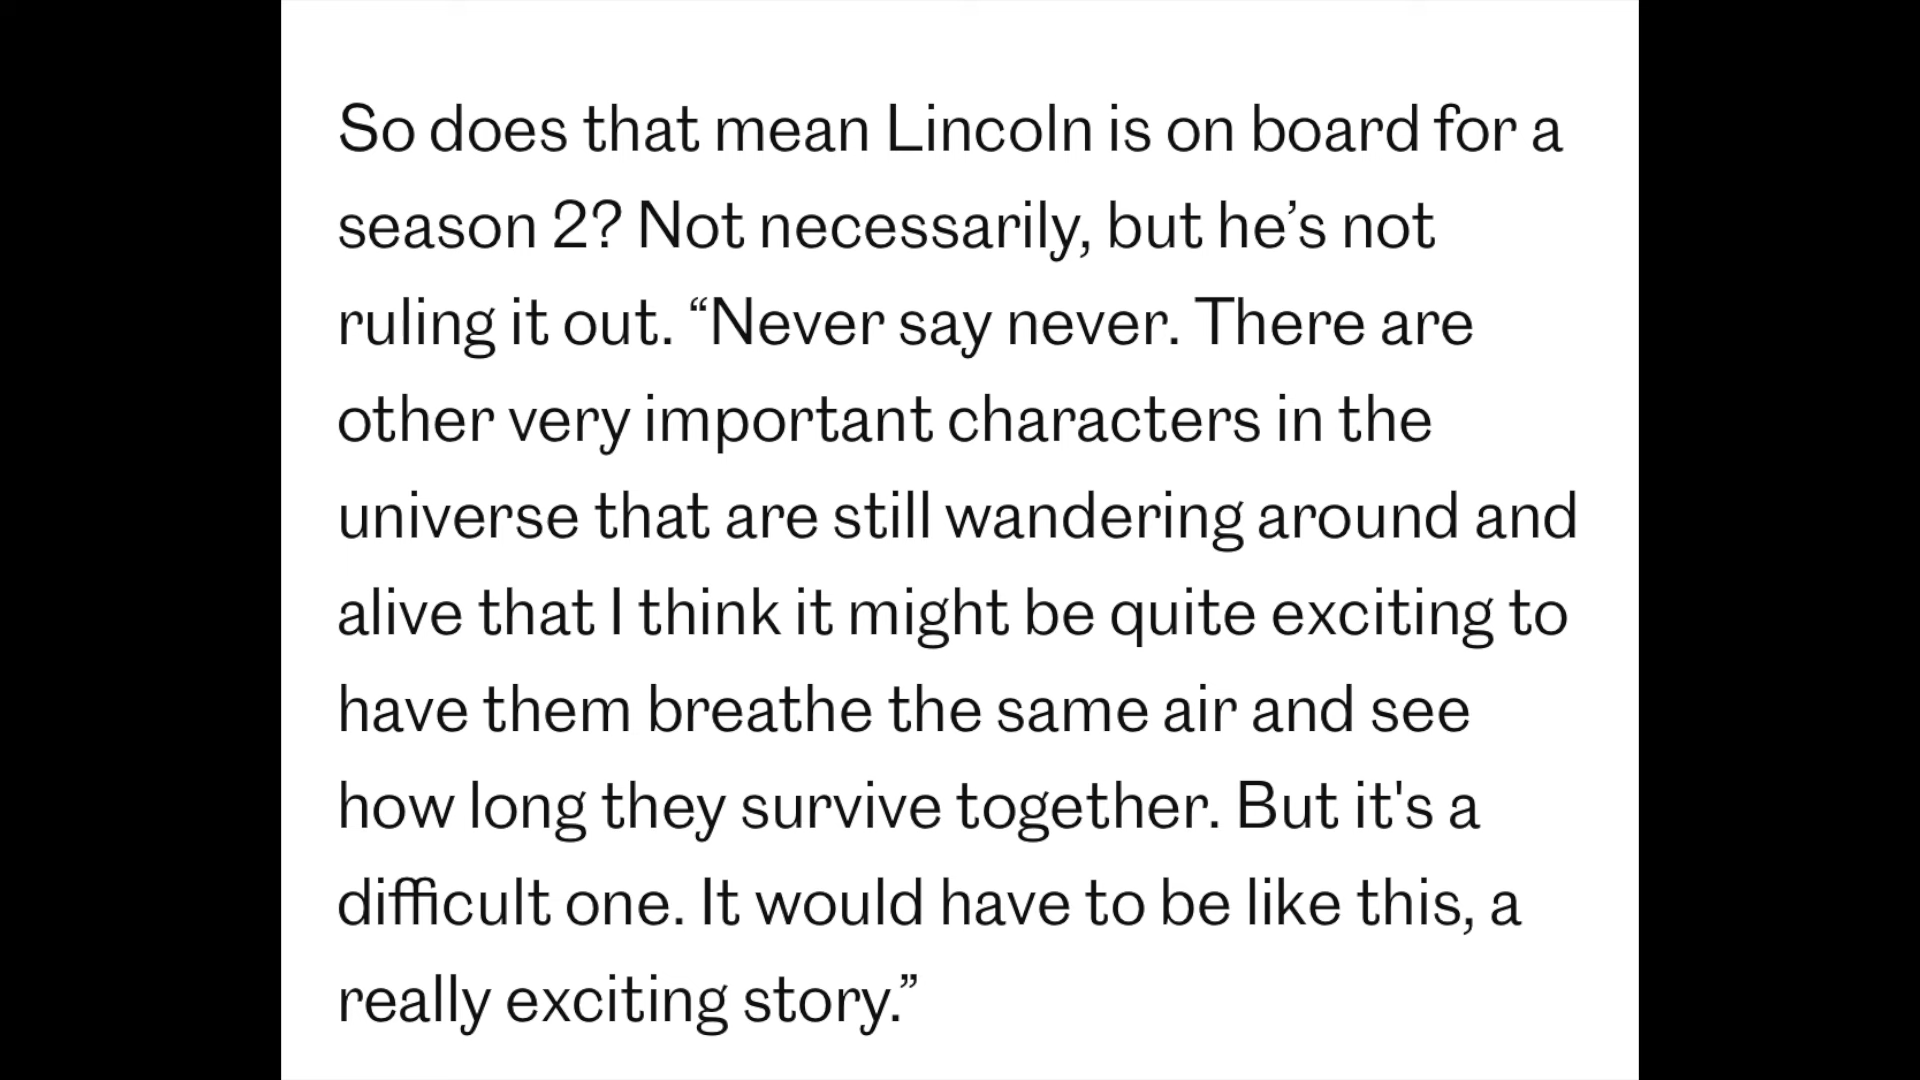 So does that mean Lincoln is on board for a
season 2? Not necessarily, but he’s not
ruling it out. “Never say never. There are
other very important characters in the
universe that are still wandering around and
alive that I think it might be quite exciting to
have them breathe the same air and see
how long they survive together. But it's a
difficult one. It would have to be like this, a
really exciting story.”